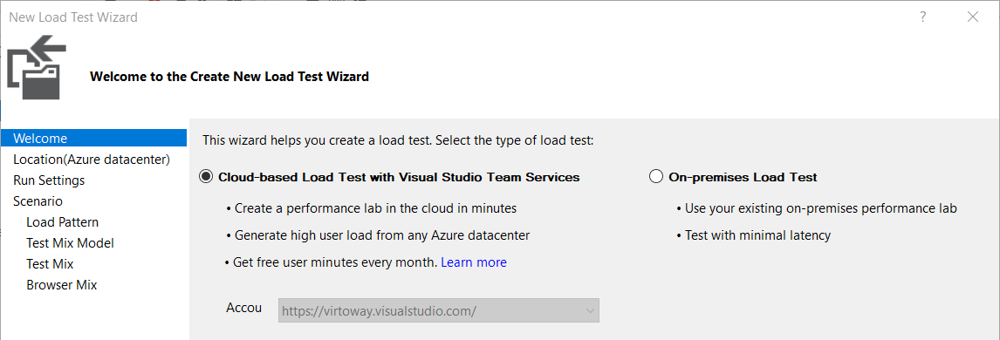 New Load Test Wizard
?
Welcome to the Create New Load Test Wizard
Welcome
Location(Azure datacenter)
Run Settings
Scenario
Load Pattern
Test Mix Model
Test Mix
Browser Mix
This wizard helps you create a load test. Select the type of load test:
Cloud-based Load Test with Visual Studio Team Services
• Create a performance lab in the cloud in minutes
• Generate high user load from any Azure datacenter
• Get free user minutes every month. Learn more
Accou https://virtoway.visualstudio.com/
On-premises Load Test
• Use your existing on-premises performance lab
• Test with minimal latency